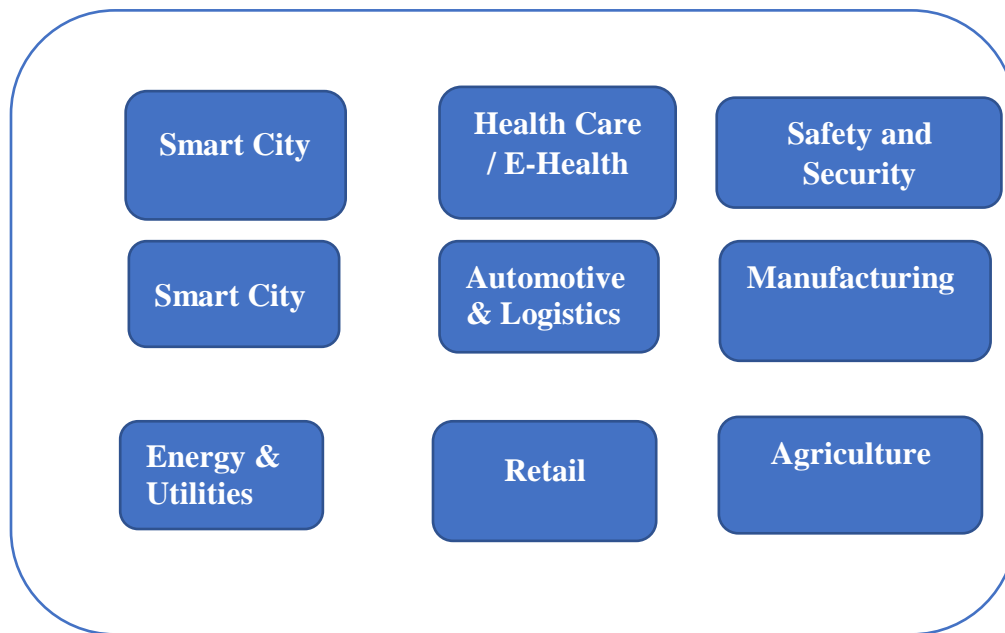 Smart City
Health Care
/ E-Health
Safety and
Security
Smart City
Automotive
& Logistics
Manufacturing
Energy &
Utilities
Retail
Agriculture